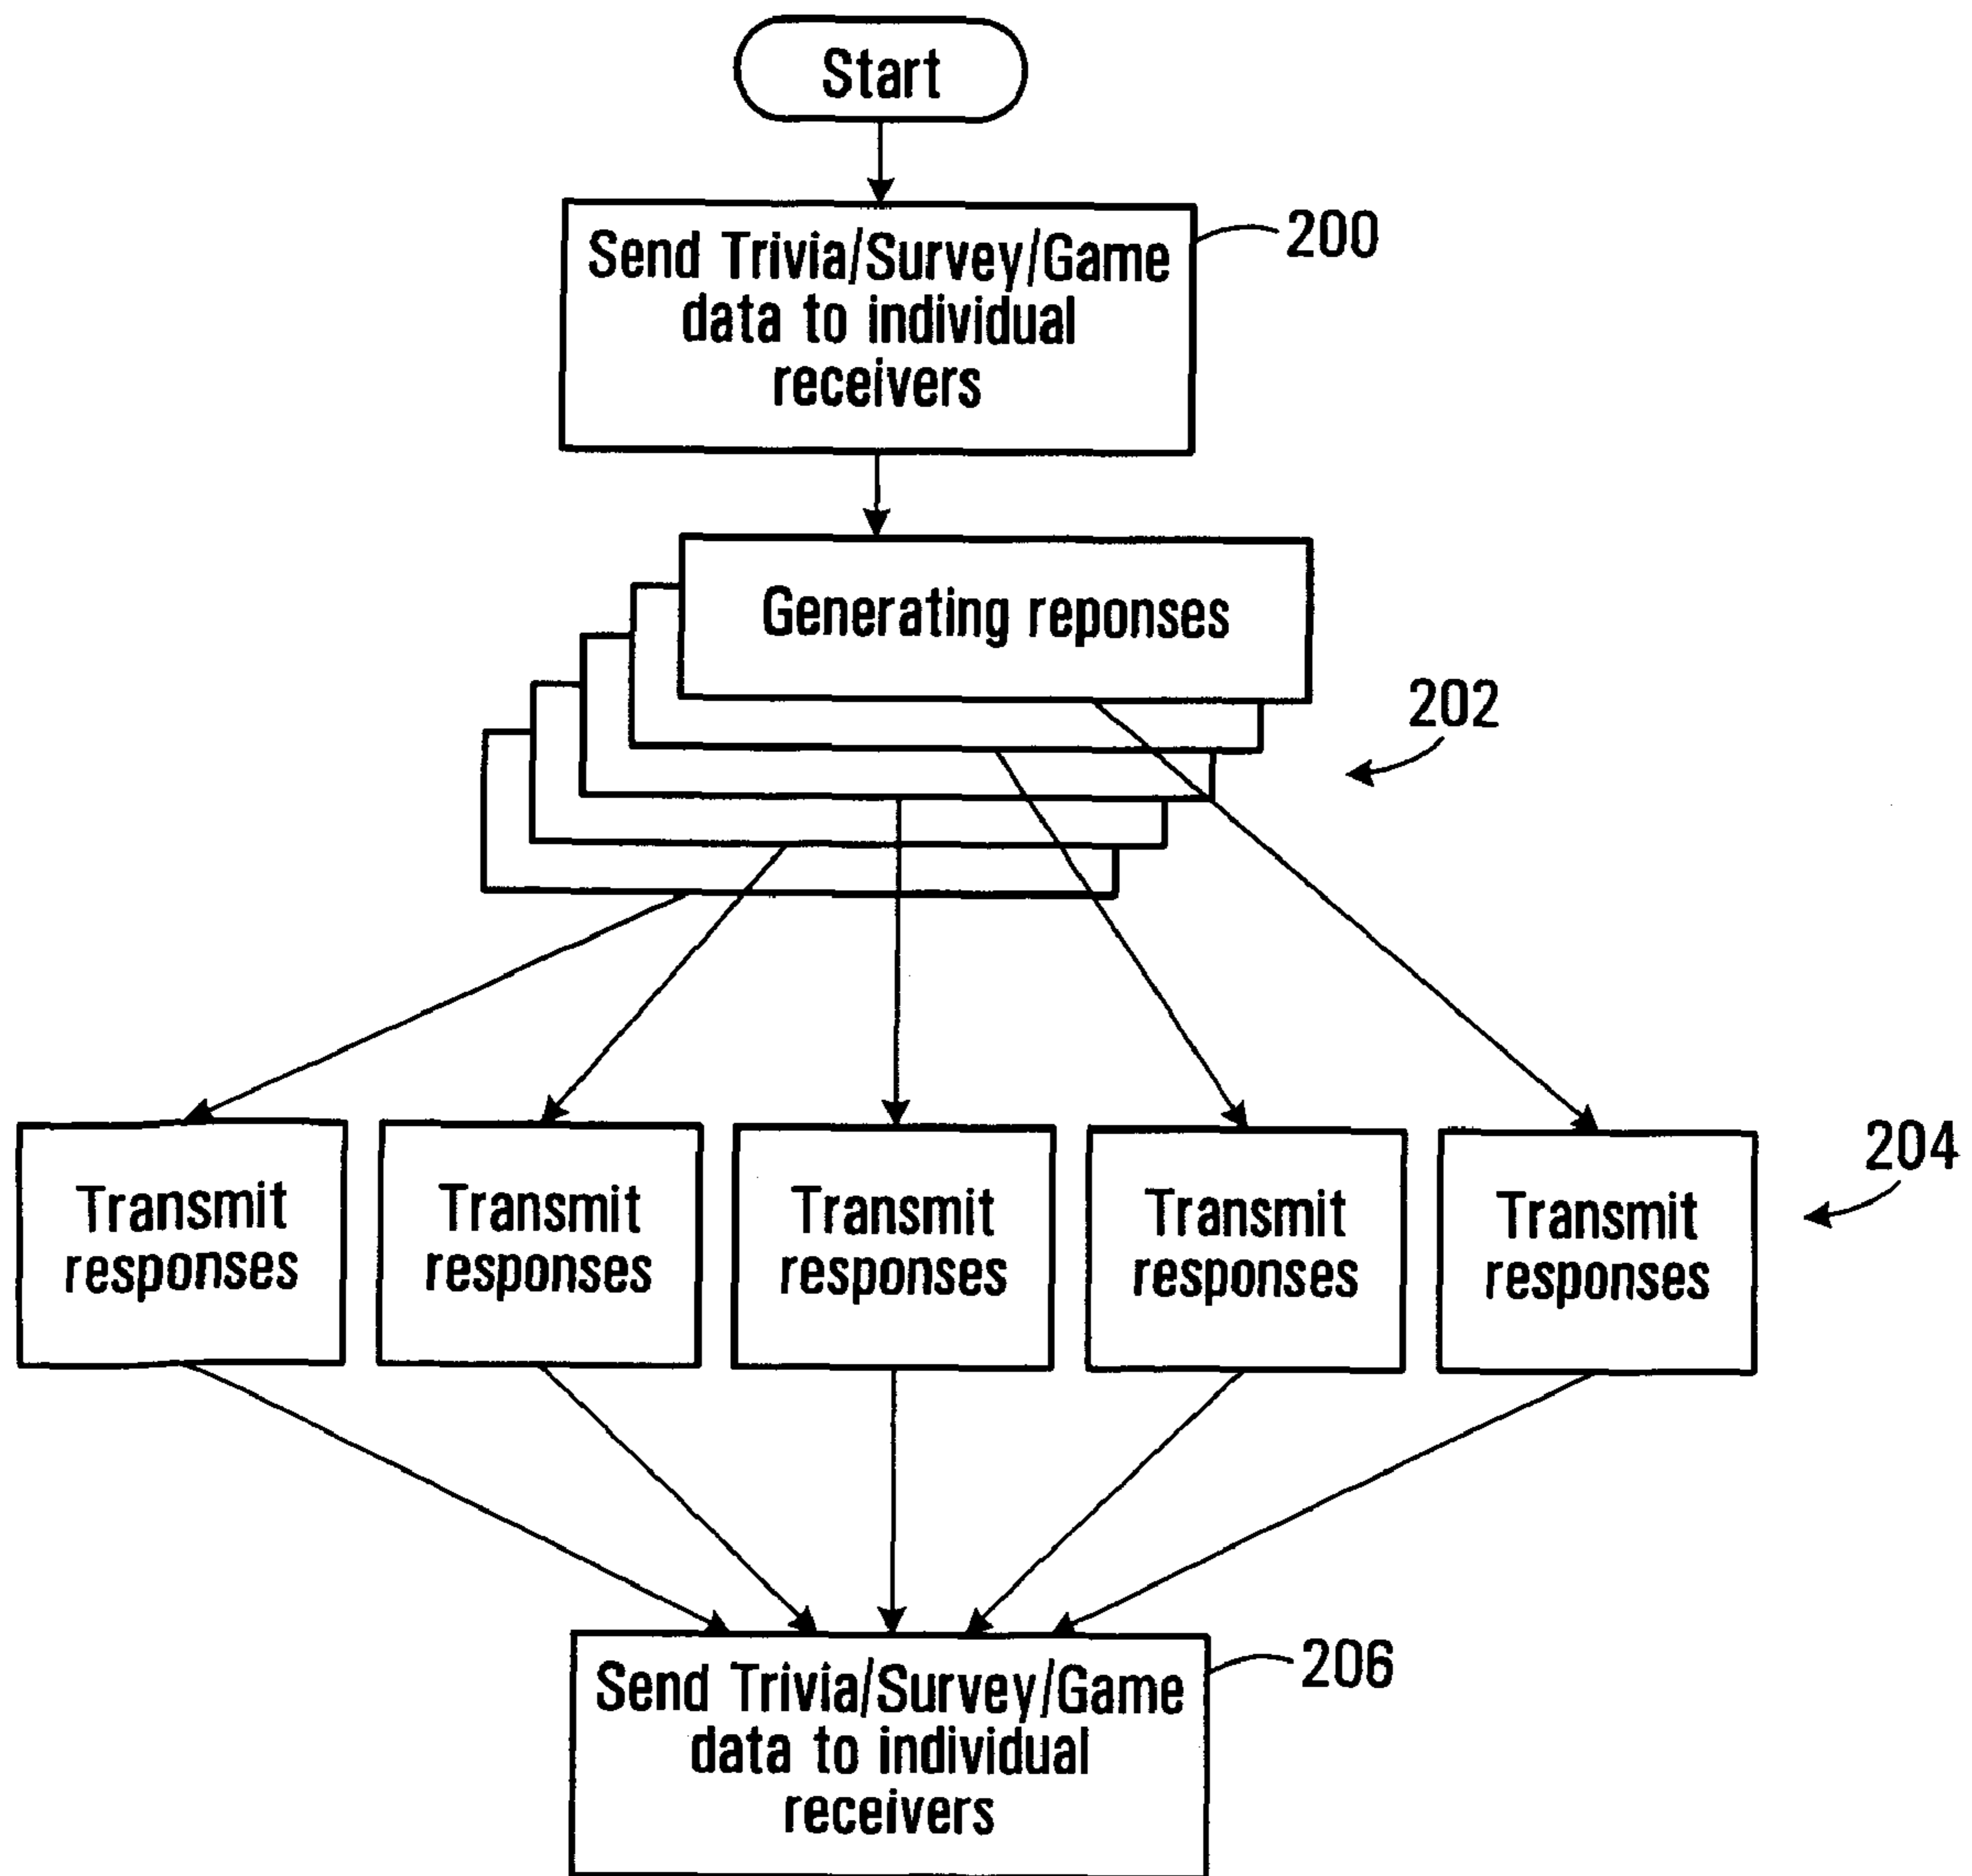 Start
Send Trivia/Survey/Game
data to individual
receivers
200
Generating reponses
202
Transmit
responses
Transmit
responses
Transmit
responses
Transmit
responses
Transmit
responses
204
Send Trivia/Survey/Game
data to individual
receivers
206